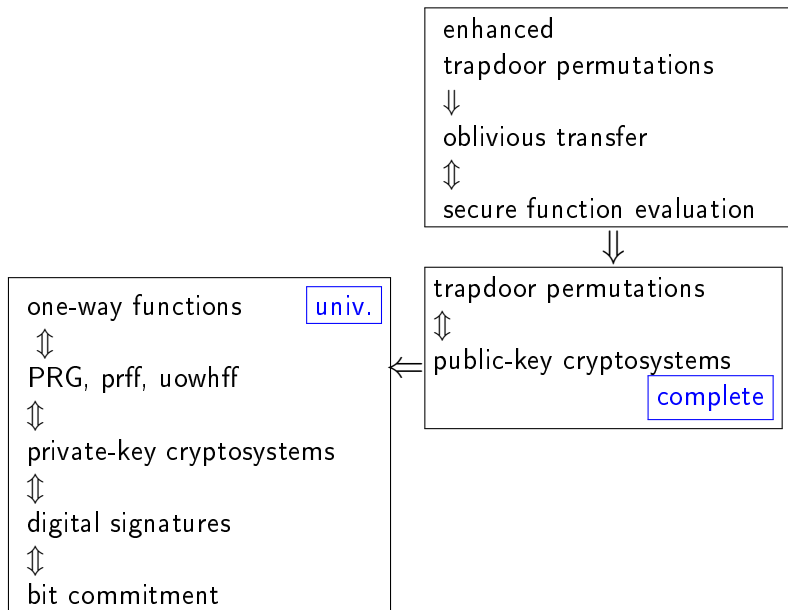 enhanced
trapdoor permutations
⇓
oblivious transfer
⇕
secure function evaluation
⇓
trapdoor permutations
⇕
public-key cryptosystems
complete
⇐
one-way functions univ.
⇕
PRG, prff, uowhff
⇕
private-key cryptosystems
⇕
digital signatures
⇕
bit commitment